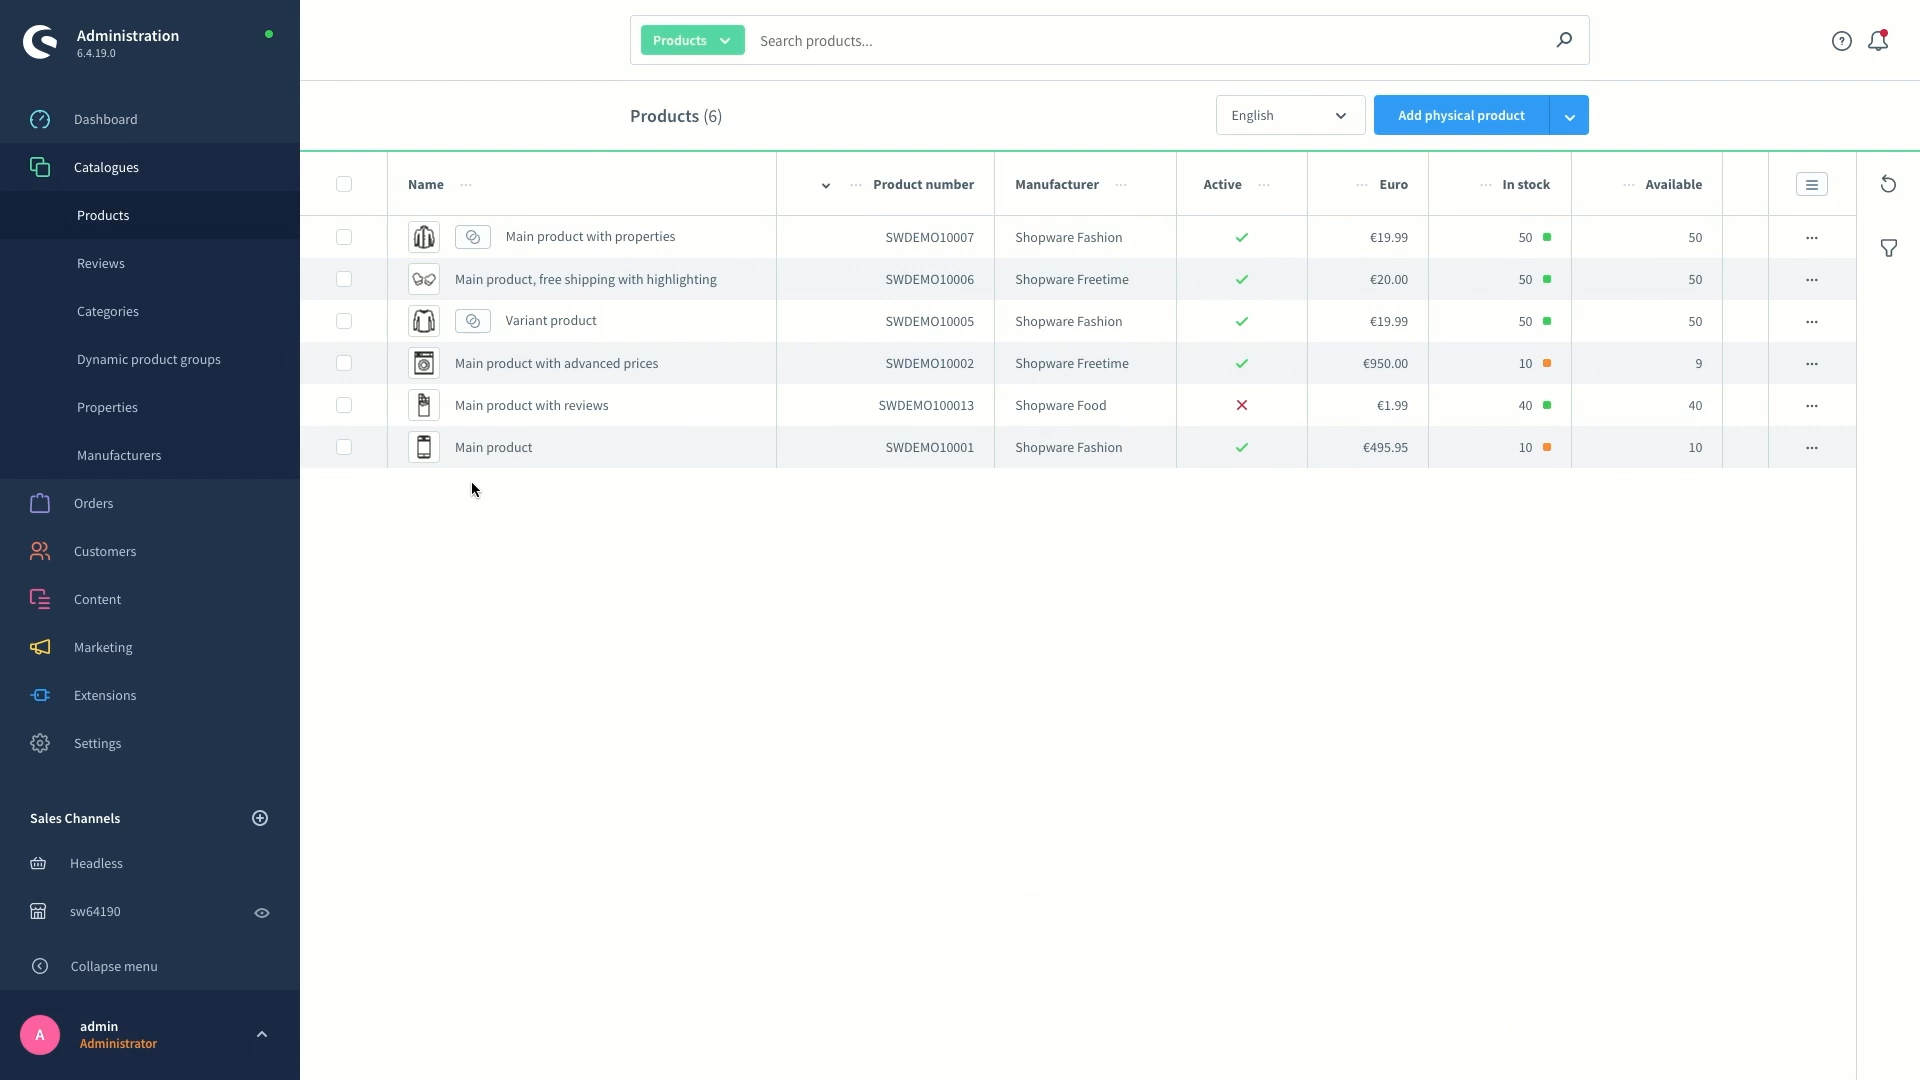 Administration
6.4.19.0
Dashboard
Catalogues
Products
Reviews
Categories
Dynamic product groups
Properties
Manufacturers
Orders
Customers
Content
Marketing
Extensions
Settings
Sales Channels
Headless
sw64190
Collapse menu
A
admin
Administrator
Products
Search products...
Products (6)
English
Add physical product
Name Product number Manufacturer Active Euro In stock Available
Main product with properties SWDEMO10007 Shopware Fashion €19.99 50 50
Main product, free shipping with highlighting SWDEMO10006 Shopware Freetime €20.00 50 50
Variant product SWDEMO10005 Shopware Fashion €19.99 50 50
Main product with advanced prices SWDEMO10002 Shopware Freetime €950.00 10 9
Main product with reviews SWDEMO100013 Shopware Food €1.99 40 40
Main product SWDEMO10001 Shopware Fashion €495.95 10 10